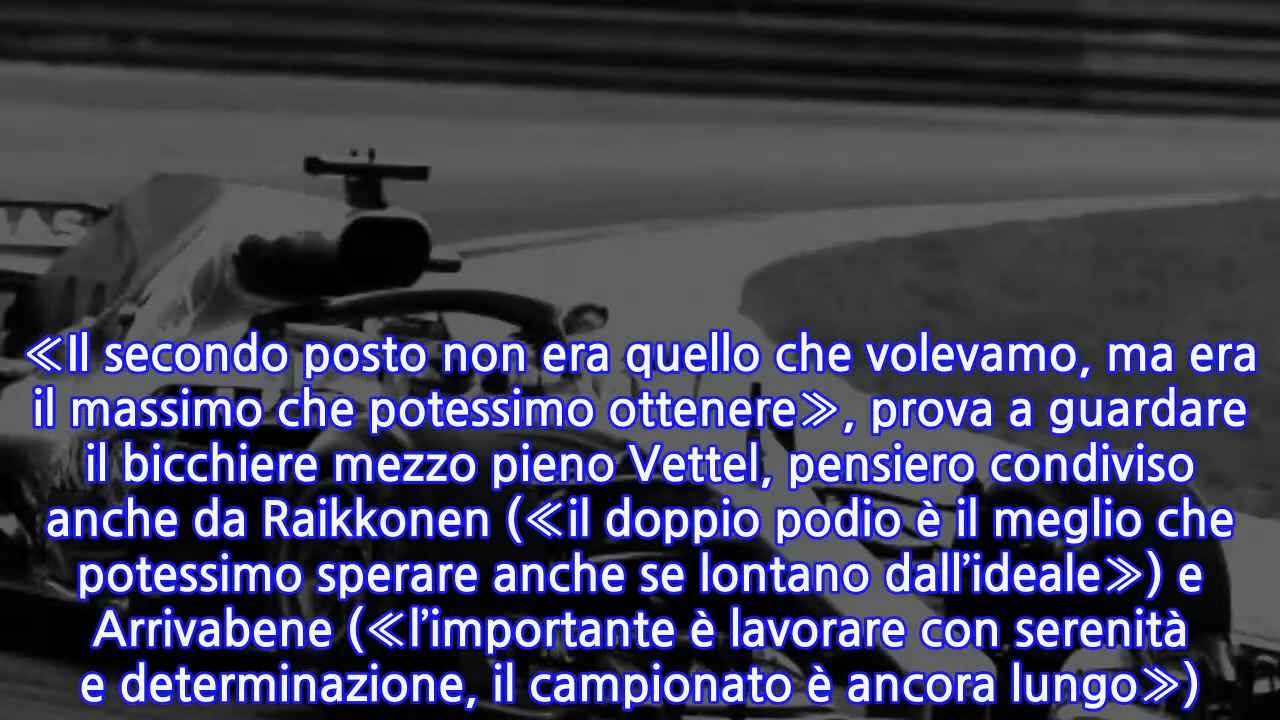 ≪Il secondo posto non era quello che volevamo, ma era
il massimo che potessimo ottenere≫, prova a guardare
il bicchiere mezzo pieno Vettel, pensiero condiviso
anche da Raikkonen (≪il doppio podio è il meglio che
potessimo sperare anche se lontano dall’ideale≫) e
Arrivabene (≪l’importante è lavorare con serenità
e determinazione, il campionato è ancora lungo≫)